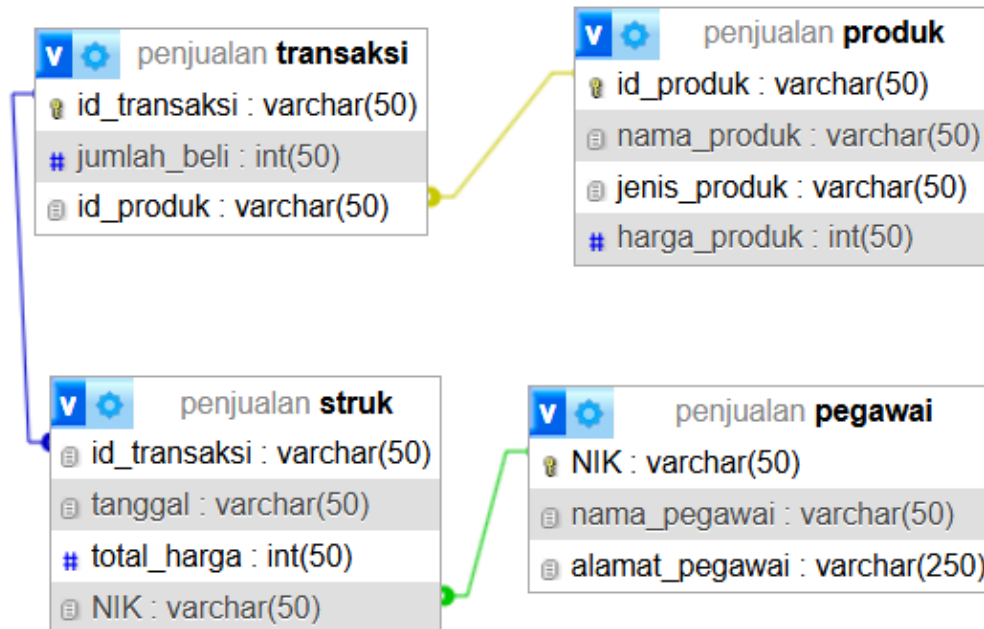 v penjualan transaksi
id_transaksi : varchar(50)
# jumlah_beli : int(50)
id_produk : varchar(50)
v penjualan produk
id_produk : varchar(50)
nama_produk : varchar(50)
jenis_produk : varchar(50)
# harga_produk : int(50)
v penjualan struk
id_transaksi : varchar(50)
tanggal : varchar(50)
# total_harga : int(50)
NIK : varchar(50)
v penjualan pegawai
NIK : varchar(50)
nama_pegawai : varchar(50)
alamat_pegawai : varchar(250)